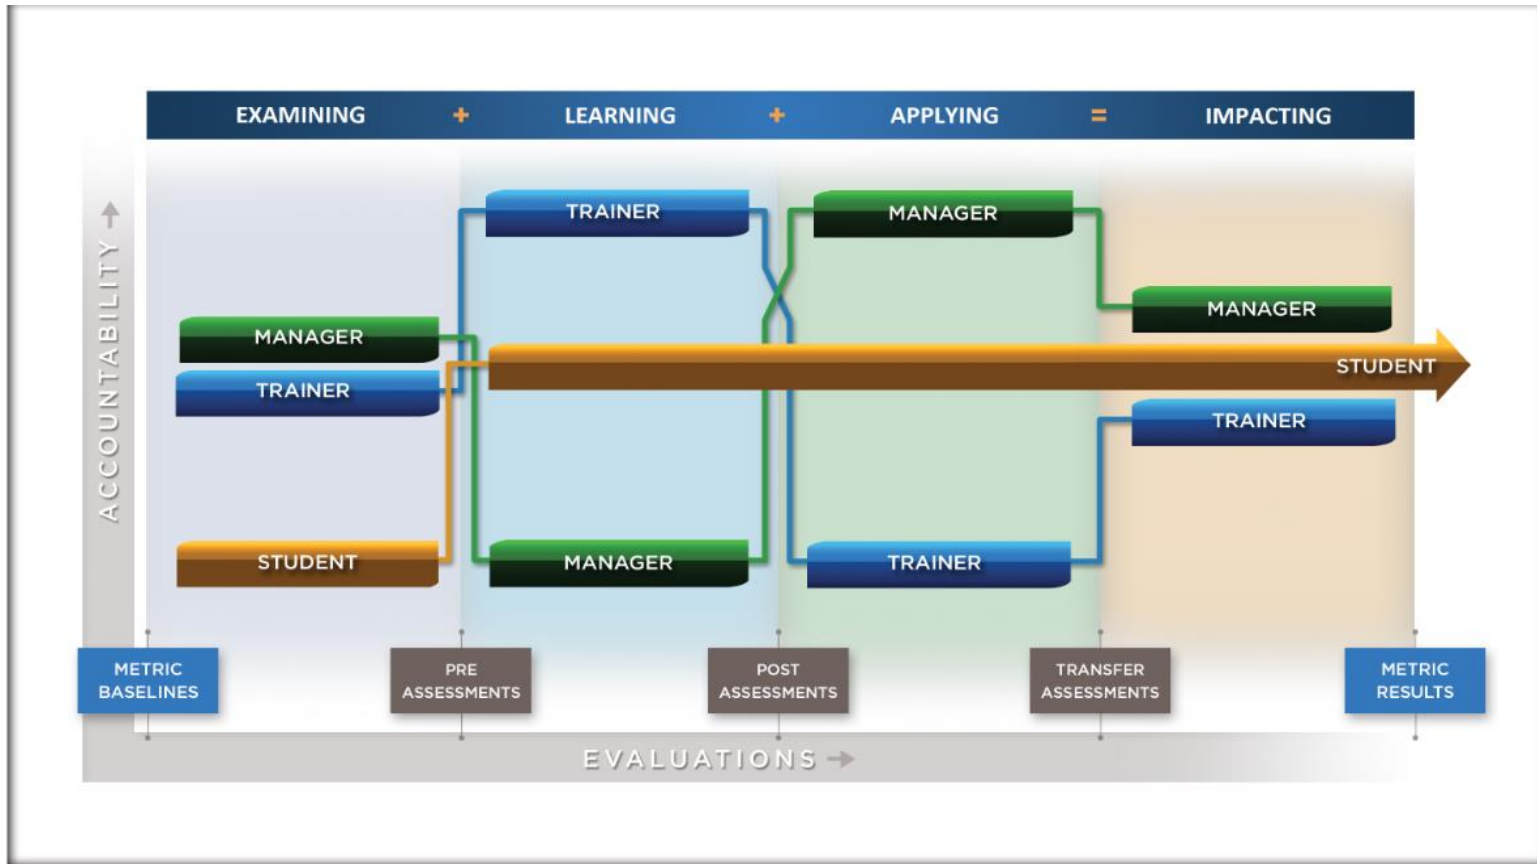 EXAMINING + LEARNING + APPLYING = IMPACTING
ACCOUNTABILITY →
TRAINER
MANAGER
MANAGER
MANAGER
TRAINER
STUDENT
TRAINER
STUDENT
MANAGER
TRAINER
METRIC
BASELINES
PRE
ASSESSMENTS
POST
ASSESSMENTS
TRANSFER
ASSESSMENTS
METRIC
RESULTS
EVALUATIONS →